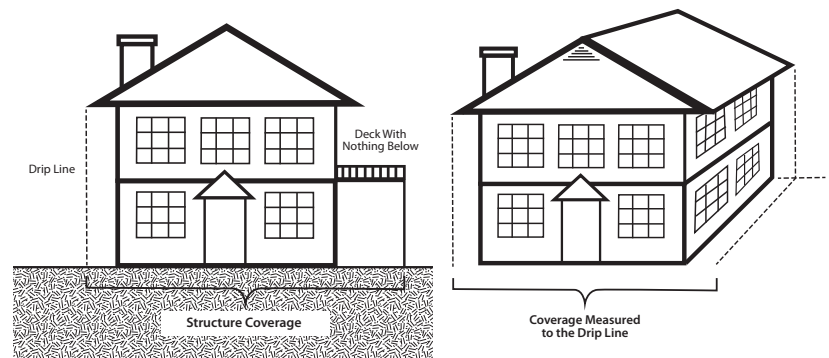 Deck With
Nothing Below
Drip Line
Structure Coverage
Coverage Measured
to the Drip Line